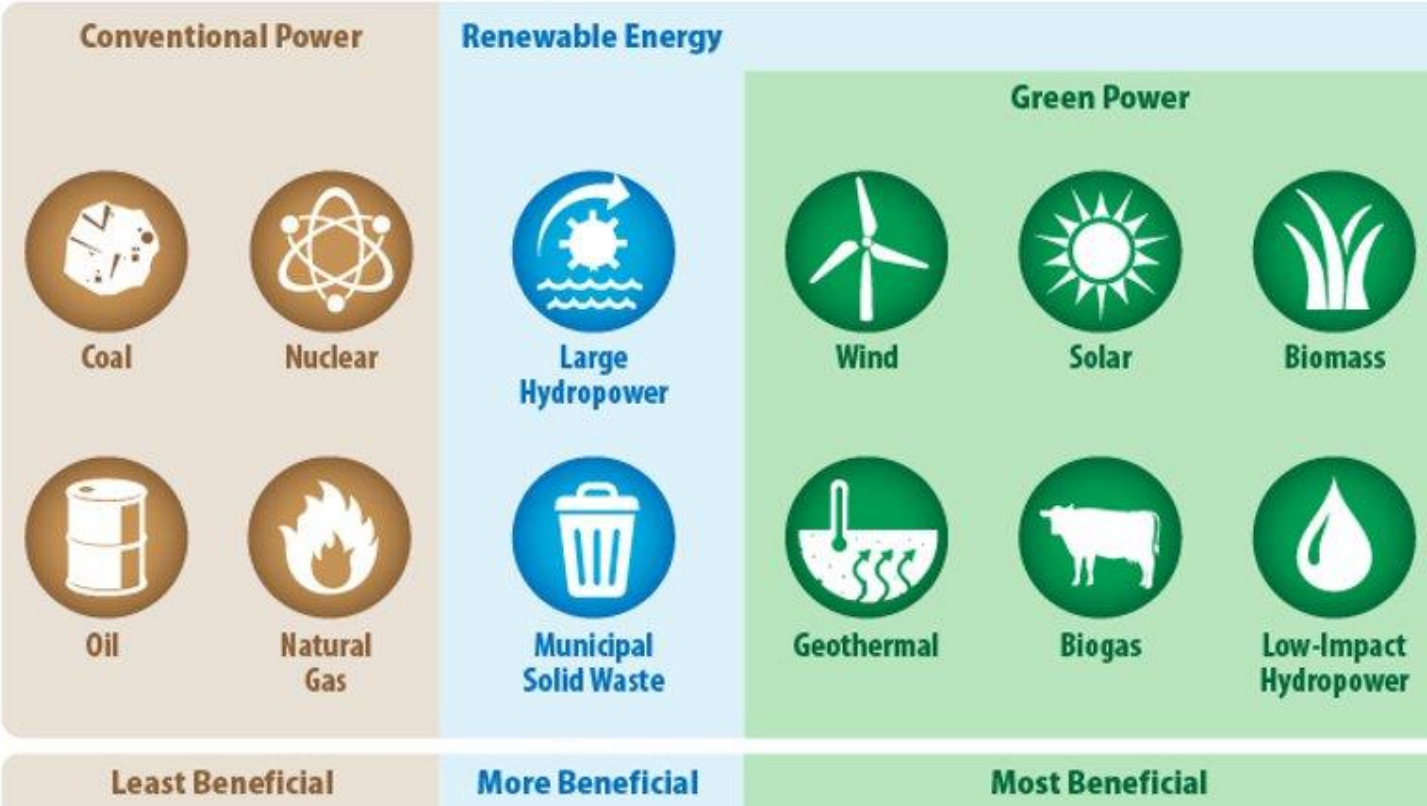 Conventional Power
Renewable Energy
Green Power
Coal
Nuclear
Large
Hydropower
Wind
Solar
Biomass
Oil
Natural
Gas
Municipal
Solid Waste
Geothermal
Biogas
Low-Impact
Hydropower
Least Beneficial
More Beneficial
Most Beneficial